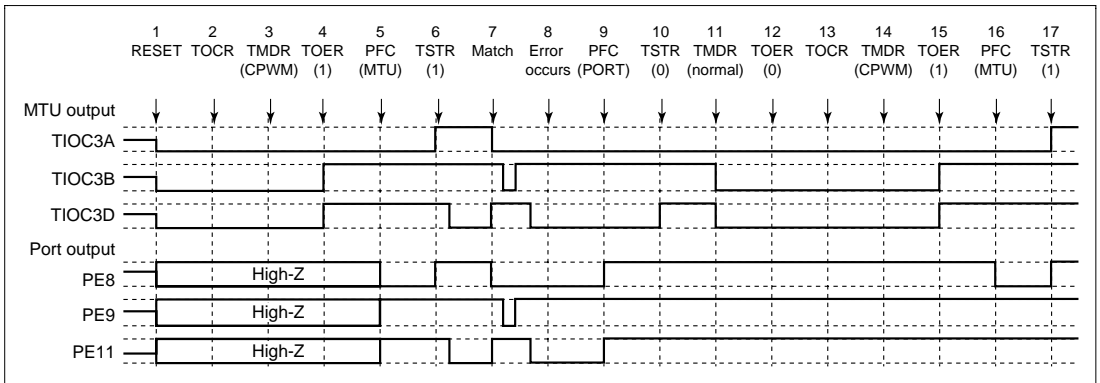 1 2 3 4 5 6 7 8 9 10 11 12 13 14 15 16 17
RESET TOCR TMDR TOER PFC TSTR Match Error PFC TSTR TMDR TOER TOCR TMDR TOER PFC TSTR
(CPWM) (1) (MTU) (1) occurs (PORT) (0) (normal) (0) (CPWM) (1) (MTU) (1)
MTU output
TIOC3A
TIOC3B
TIOC3D
Port output
PE8 High-Z
PE9 High-Z
PE11 High-Z